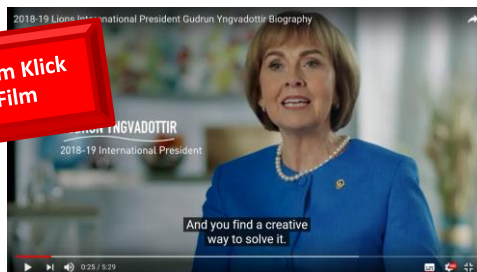 2018-19 Lions International President Gudrun Yngvadottir Biography
m Klick
Film
YNGVADOTTIR
2018-19 International President
And you find a creative
way to solve it.
0:25 / 5:29